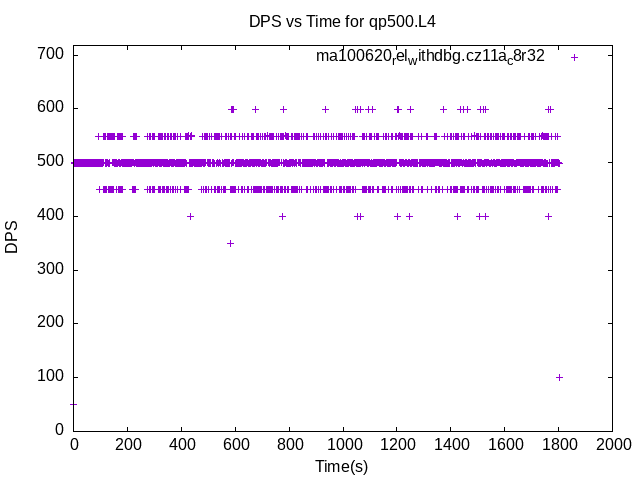 DPS vs Time for qp500.L4
ma100620relwithdbg.cz11ac8r32
700
600
500
400
300
200
100
0
DPS
0 200 400 600 800 1000 1200 1400 1600 1800 2000
Time(s)